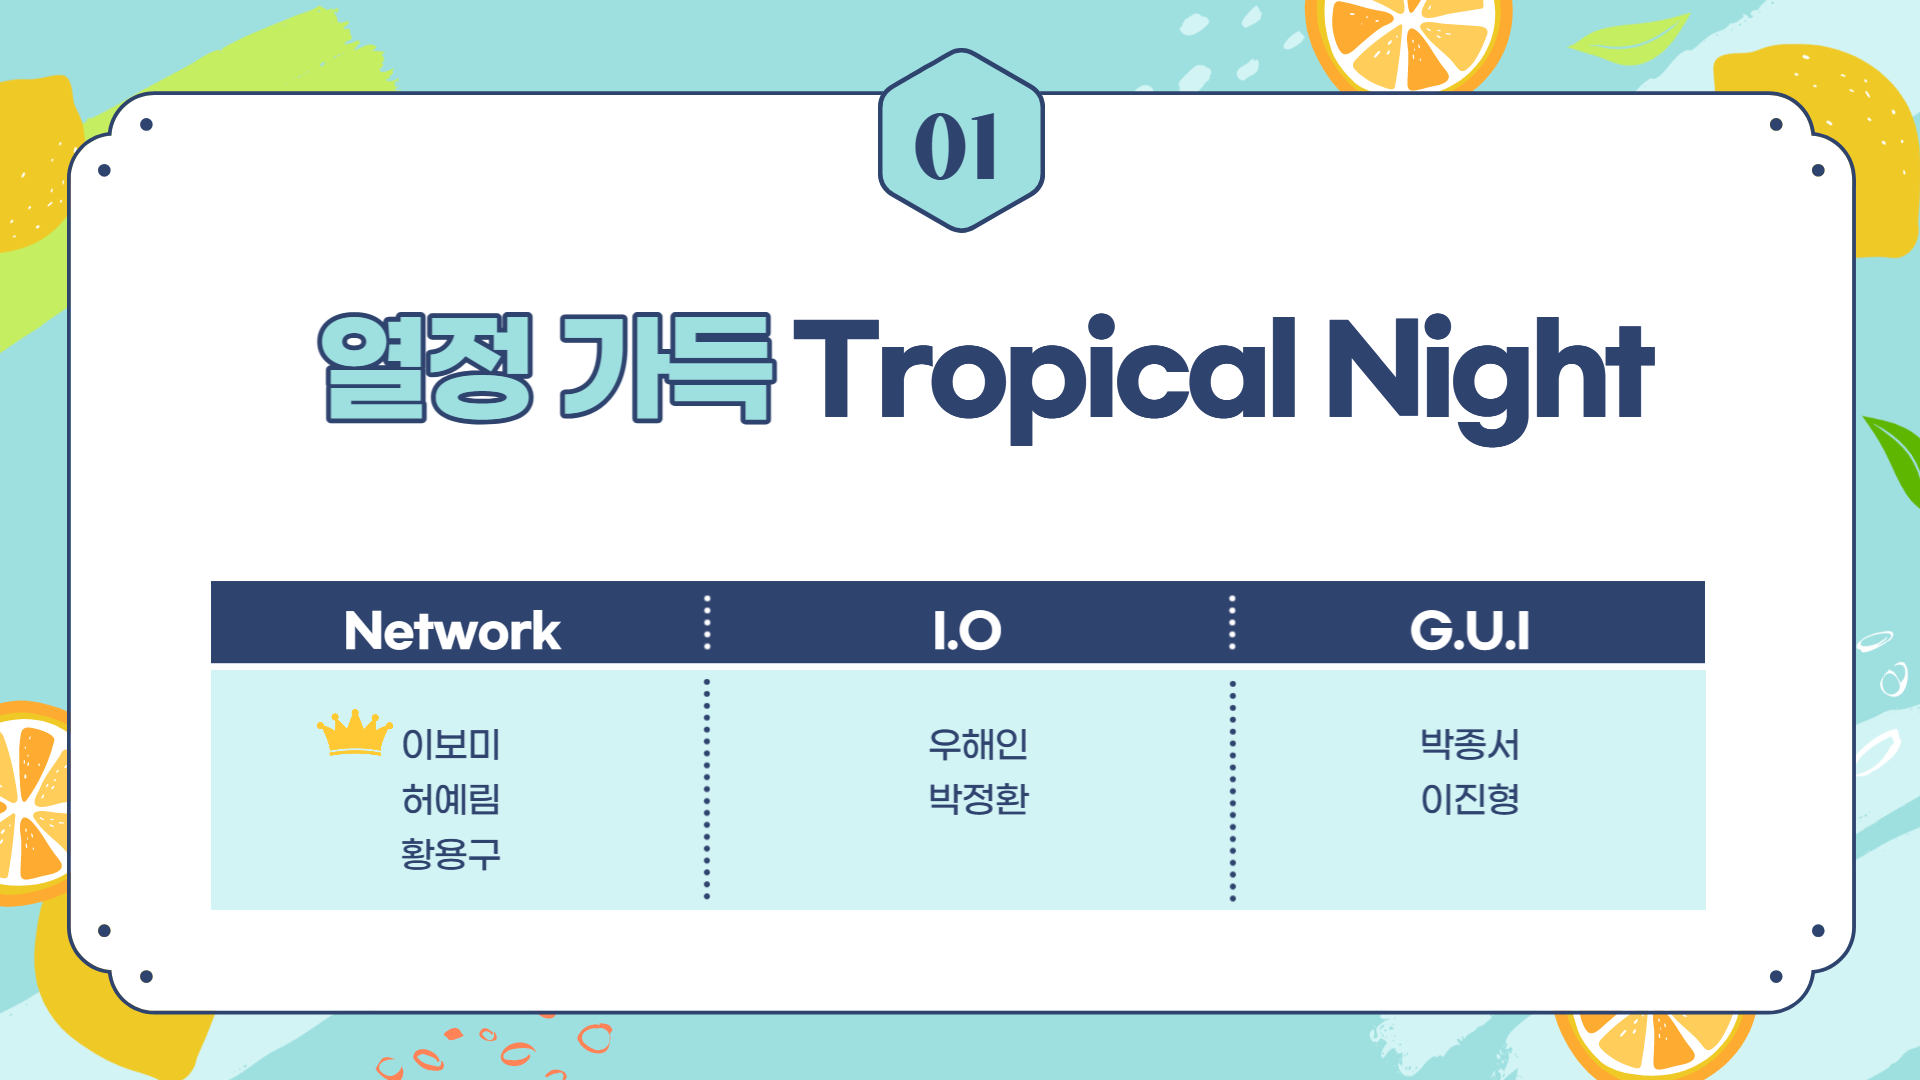 01
열정 가득 Tropical Night
Network I.O G.U.I
이보미 우해인 박종서
허예림 박정환 이진형
황용구